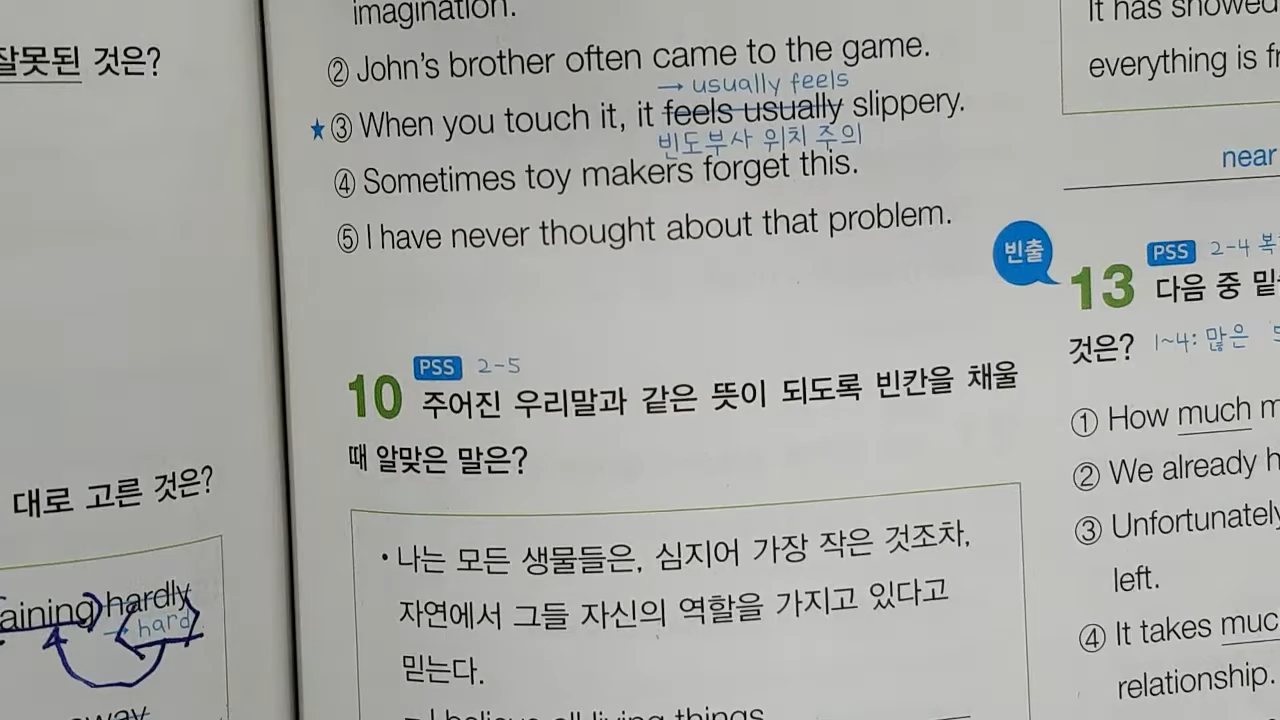 잘못된 것은?
대로 고른 것은?
hardly
hard
imagination.
② John's brother often came to the game.
→ usually feels
★③ When you touch it, it feels usually slippery.
빈도부사 위치 주의
④ Sometimes toy makers forget this.
⑤ I have never thought about that problem.
PSS 2-5
10 주어진 우리말과 같은 뜻이 되도록 빈칸을 채울
때 알맞은 말은?
• 나는 모든 생물들은, 심지어 가장 작은 것조차,
자연에서 그들 자신의 역할을 가지고 있다고
믿는다.
I believe all living things
It has snowed
everything is
near
빈출
PSS 2-4
13 다음 중
것은? 1~4: 많은
① How much
② We already
③ Unfortunately
left.
④ It takes
relationship.